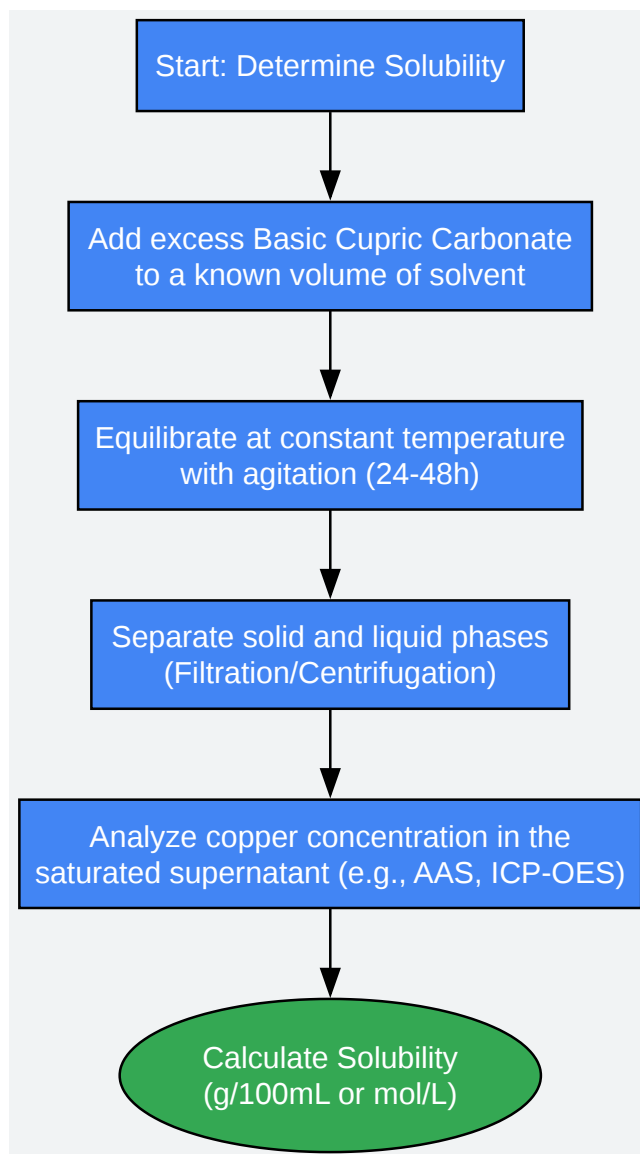 Start: Determine Solubility
Add excess Basic Cupric Carbonate
to a known volume of solvent
Equilibrate at constant temperature
with agitation (24-48h)
Separate solid and liquid phases
(Filtration/Centrifugation)
Analyze copper concentration in the
saturated supernatant (e.g., AAS, ICP-OES)
Calculate Solubility
(g/100mL or mol/L)